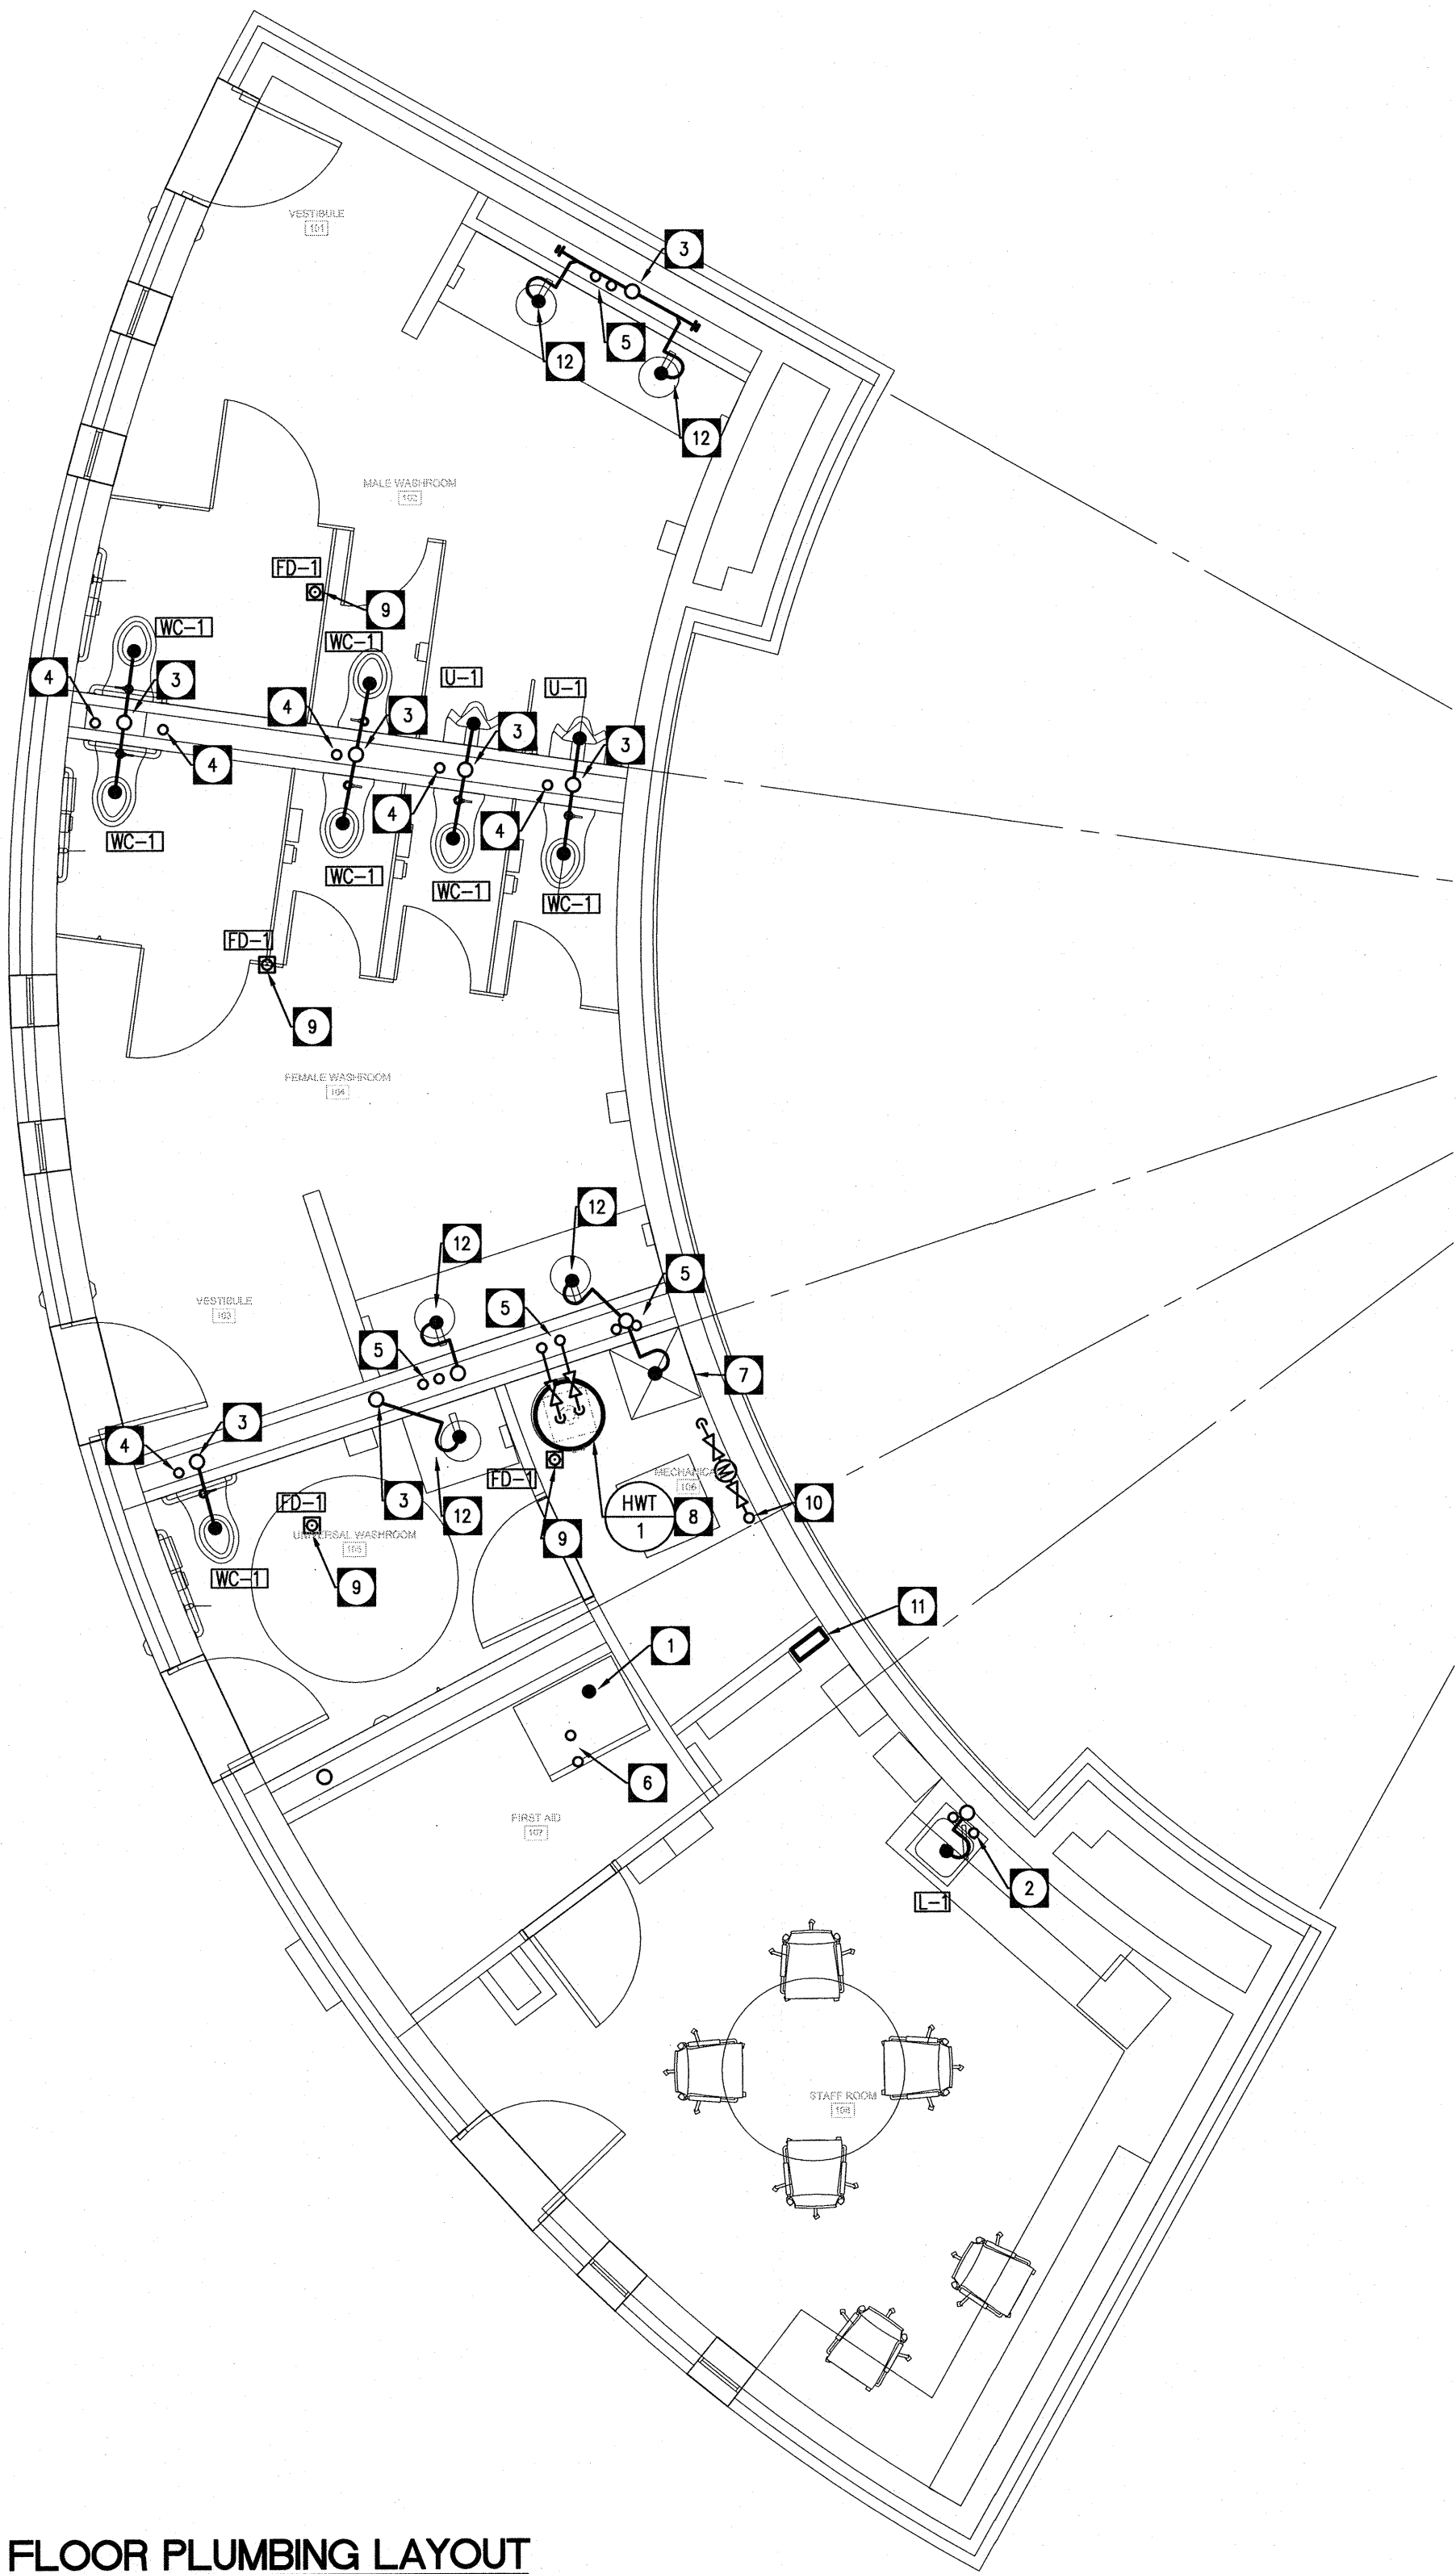 VESTIBULE
101
3
5
12
12
MALE WASHROOM
102
FD-1
9
WC-1
WC-1
U-1
U-1
4
3
4
3
3
3
4
4
4
WC-1
WC-1
WC-1
WC-1
FD-1
9
FEMALE WASHROOM
104
12
12
5
5
5
VESTIBULE
103
7
3
4
3
12
FD-1
9
MECHANICAL
106
HWT
1
8
10
FD-1
UNIVERSAL WASHROOM
105
9
WC-1
11
1
6
FIRST AID
107
2
L-1
STAFF ROOM
108
M
FLOOR PLUMBING LAYOUT